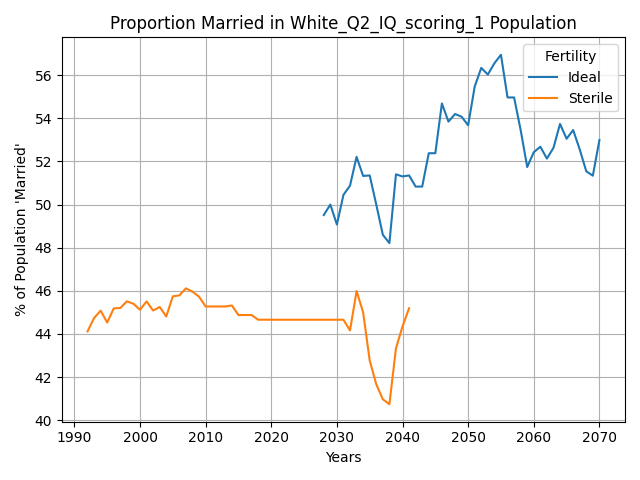 Proportion Married in White_Q2_IQ_scoring_1 Population
% of Population 'Married'
56
54
52
50
48
46
44
42
40
Fertility
Ideal
Sterile
1990 2000 2010 2020 2030 2040 2050 2060 2070
Years